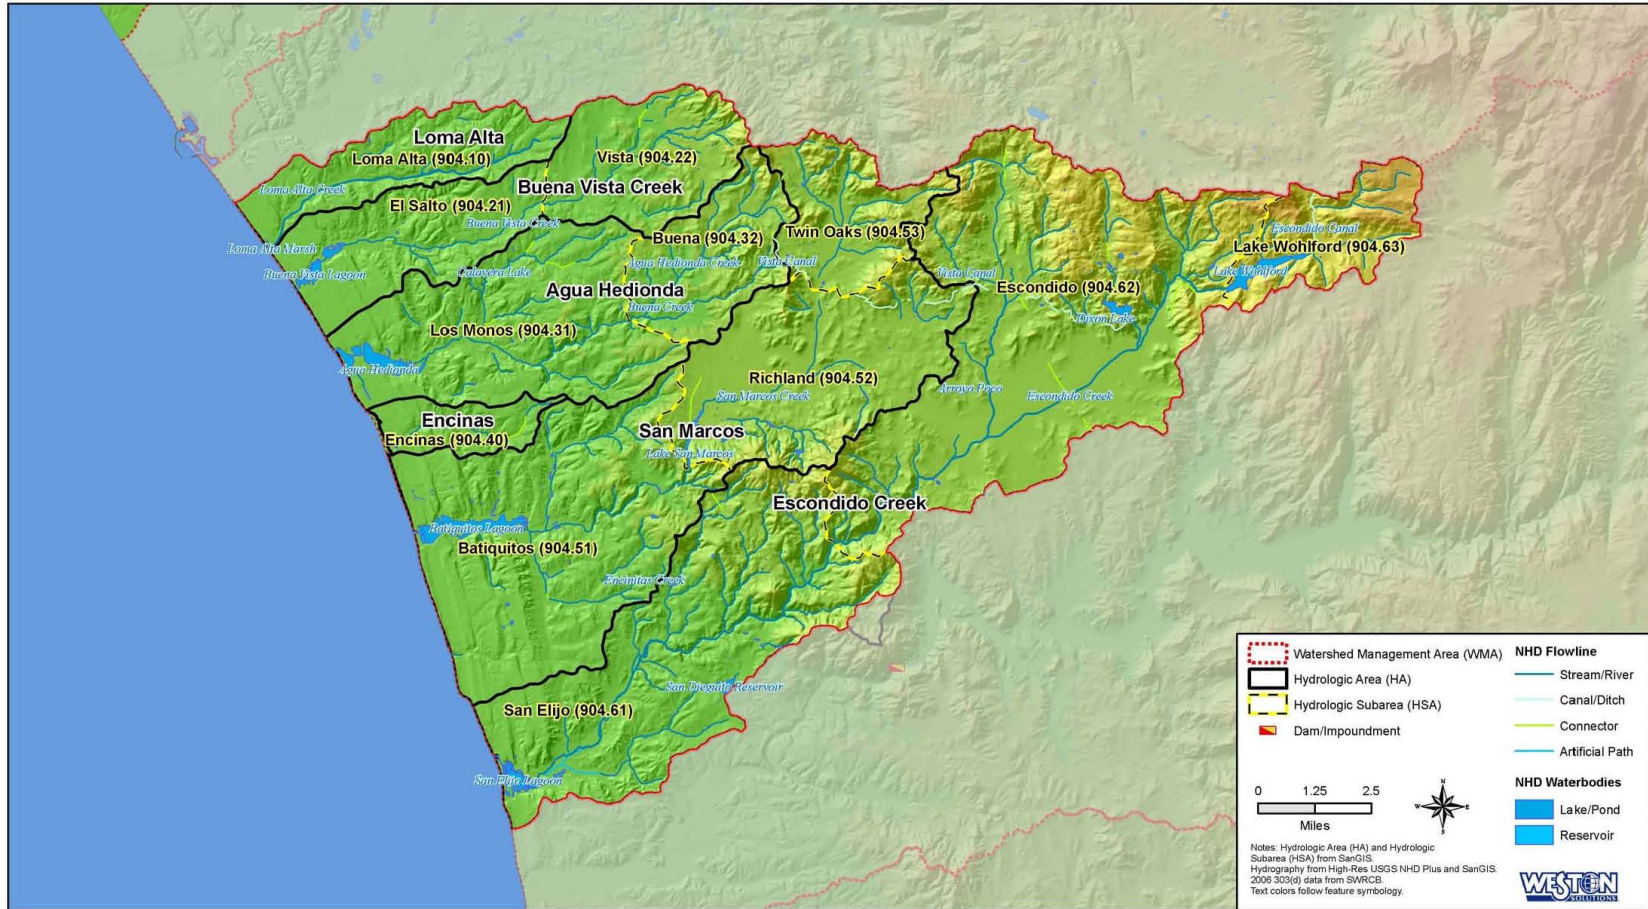 Loma Alta
Loma Alta (904.10)
Vista (904.22)
Loma Alta Creek
Buena Vista Creek
El Salto (904.21)
Buena Vista Creek
Loma Alta Marsh
Buena Vista Lagoon
Calavera Lake
Buena (904.32)
Agua Hedionda Creek
Vista Canal
Twin Oaks (904.53)
Vista Canal
Escondido (904.62)
Escondido Canal
Lake Wohlford (904.63)
Lake Wohlford
Dixon Lake
Agua Hedionda
Buena Creek
Los Monos (904.31)
Agua Hedionda
Richland (904.52)
San Marcos Creek
Arroyo Poco
Escondido Creek
Encinas
Encinas (904.40)
San Marcos
Lake San Marcos
Escondido Creek
Batiquitos Lagoon
Batiquitos (904.51)
Encinitas Creek
San Dieguito Reservoir
San Elijo (904.61)
San Elijo Lagoon
Watershed Management Area (WMA)
Hydrologic Area (HA)
Hydrologic Subarea (HSA)
Dam/Impoundment
NHD Flowline
Stream/River
Canal/Ditch
Connector
Artificial Path
NHD Waterbodies
Lake/Pond
Reservoir
0 1.25 2.5
Miles
N
W E
S
Notes: Hydrologic Area (HA) and Hydrologic
Subarea (HSA) from SanGIS.
Hydrography from High-Res USGS NHD Plus and SanGIS.
2006 303(d) data from SWRCB.
Text colors follow feature symbology.
WESTON
SOLUTIONS